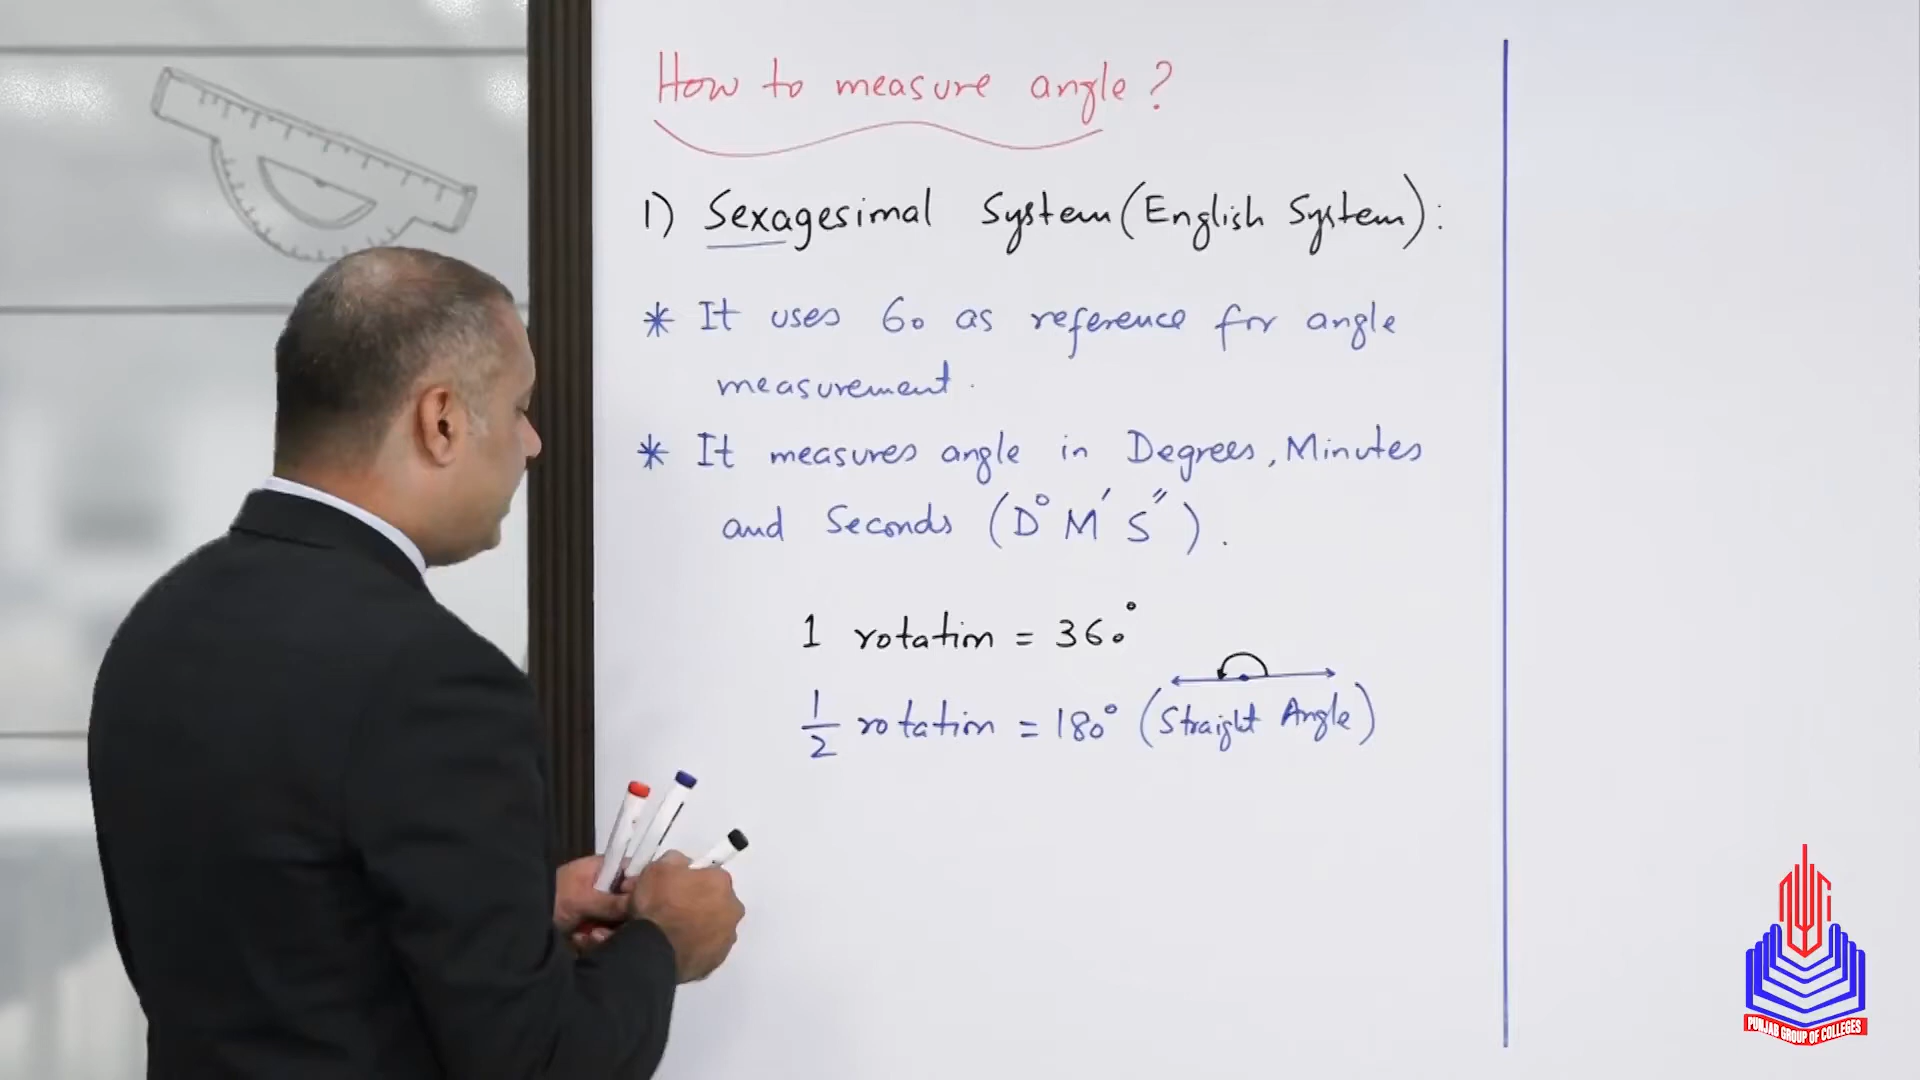 How to measure angle?
1) Sexagesimal System (English System):
* It uses 60 as reference for angle
measurement.
* It measures angle in Degrees, Minutes
and Seconds (D° M′ S″).
1 rotation = 360°
1/2 rotation = 180° (Straight Angle)
PUNJAB GROUP OF COLLEGES